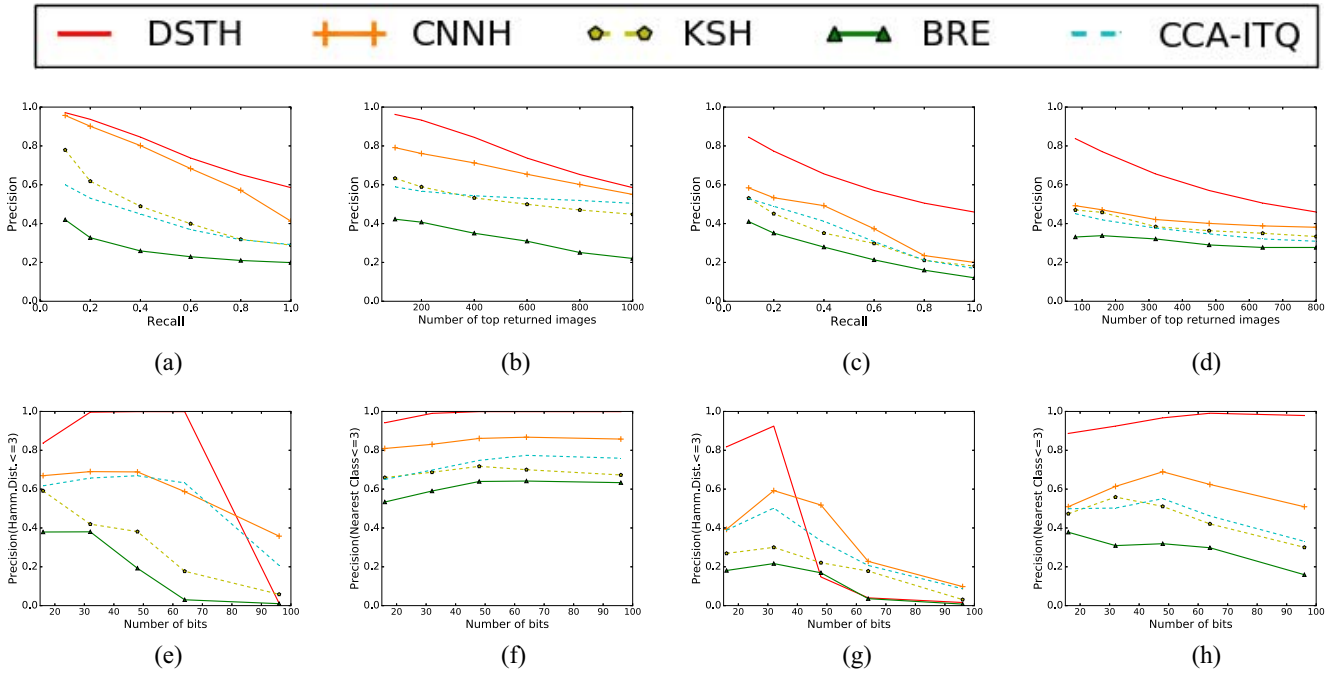 DSTH CNNH KSH BRE CCA-ITQ
1.0 0.8 0.6 0.4 0.2 0.0
Precision
0.2 0.4 0.6 0.8 1.0
Recall
(a)
1.0 0.8 0.6 0.4 0.2 0.0
Precision
200 400 600 800 1000
Number of top returned images
(b)
1.0 0.8 0.6 0.4 0.2 0.0
Precision
0.2 0.4 0.6 0.8 1.0
Recall
(c)
1.0 0.8 0.6 0.4 0.2 0.0
Precision
100 200 300 400 500 600 700 800
Number of top returned images
(d)
1.0 0.8 0.6 0.4 0.2 0.0
Precision(Hamm.Dist.<=3)
20 30 40 50 60 70 80 90 100
Number of bits
(e)
1.0 0.8 0.6 0.4 0.2 0.0
Precision(Nearest Class<=3)
20 30 40 50 60 70 80 90 100
Number of bits
(f)
1.0 0.8 0.6 0.4 0.2 0.0
Precision(Hamm.Dist.<=3)
20 30 40 50 60 70 80 90 100
Number of bits
(g)
1.0 0.8 0.6 0.4 0.2 0.0
Precision(Nearest Class<=3)
20 30 40 50 60 70 80 90 100
Number of bits
(h)